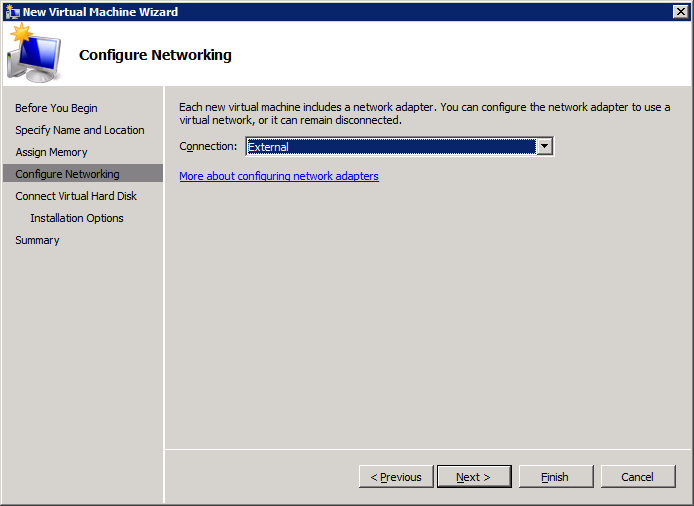 New Virtual Machine Wizard
Configure Networking
Before You Begin
Specify Name and Location
Assign Memory
Configure Networking
Connect Virtual Hard Disk
Installation Options
Summary
Each new virtual machine includes a network adapter. You can configure the network adapter to use a
virtual network, or it can remain disconnected.
Connection: External
More about configuring network adapters
< Previous Next > Finish Cancel